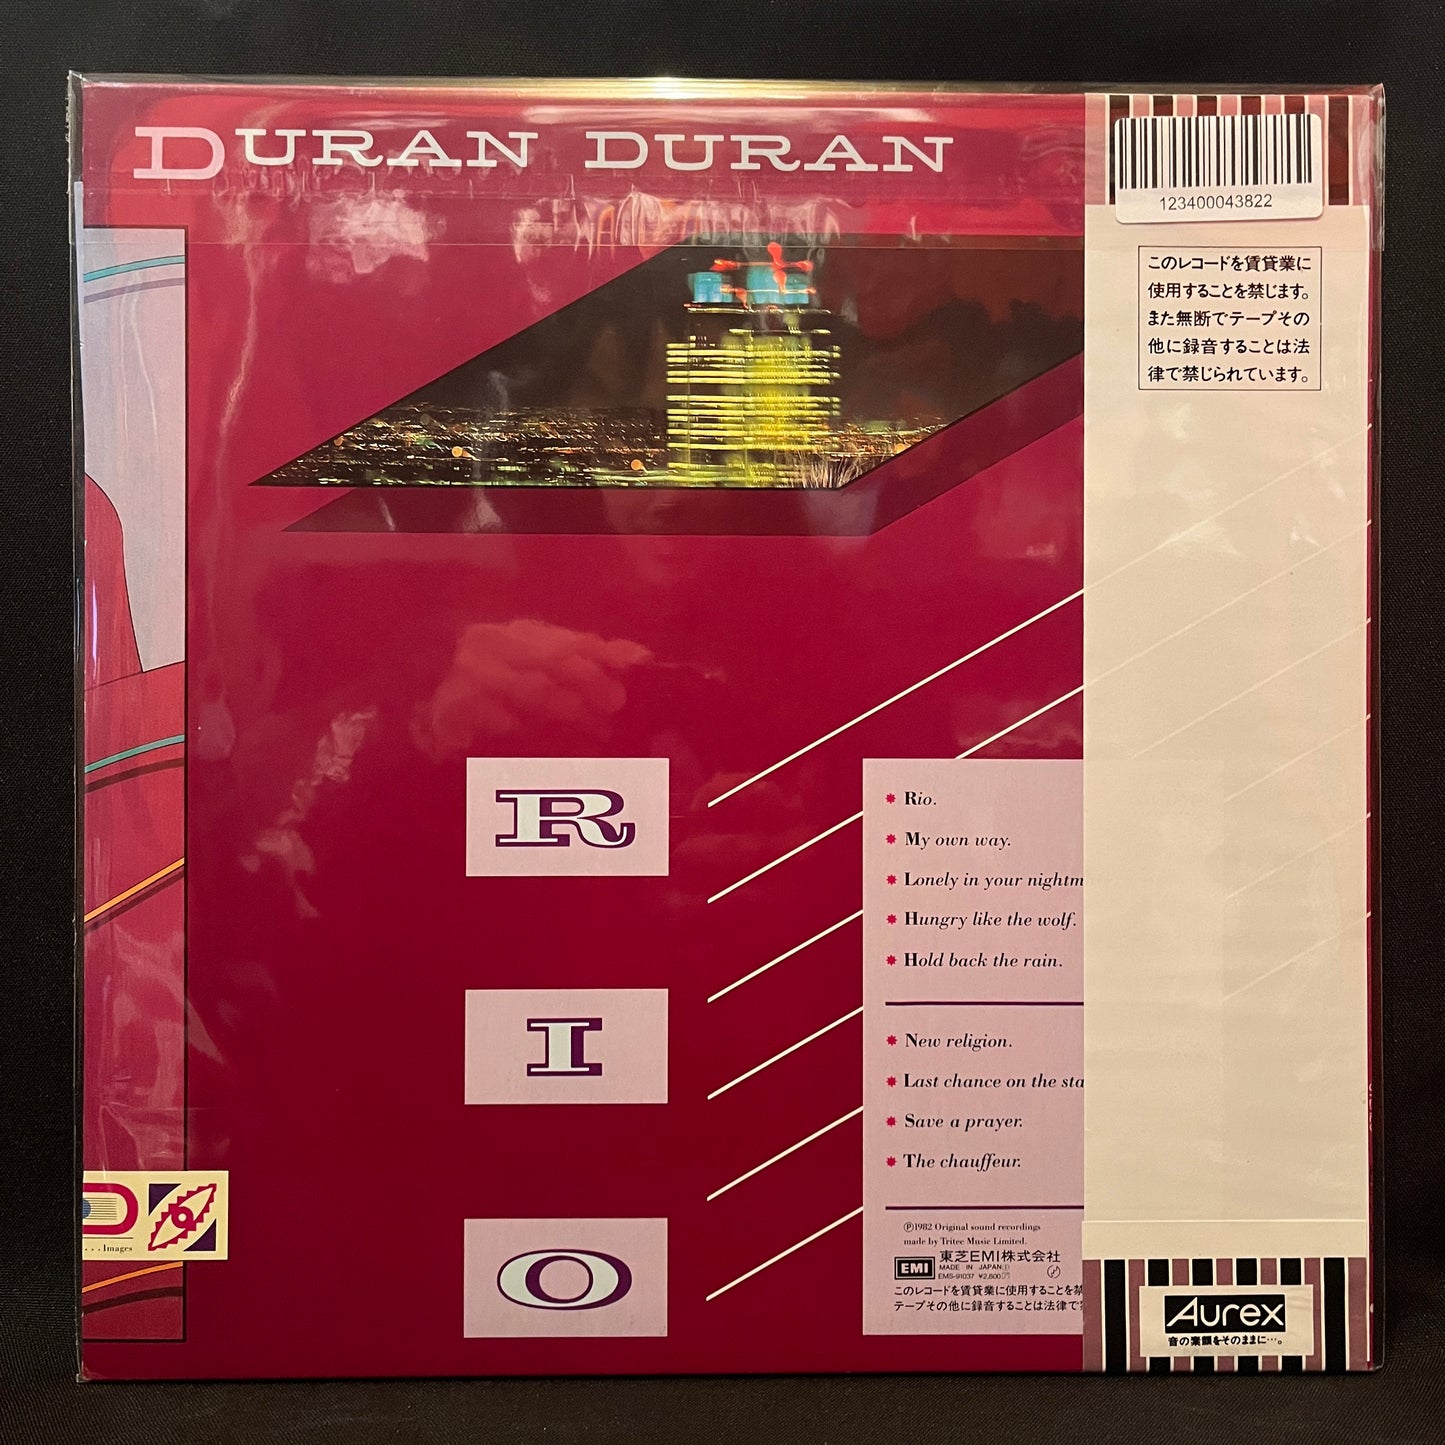 DURAN DURAN
123400043822
このレコードを賃貸業に
使用することを禁じます。
また無断でテープその
他に録音することは法
律で禁じられています。
R
I
O
Rio.
My own way.
Lonely in your nightm
Hungry like the wolf.
Hold back the rain.
New religion.
Last chance on the sta
Save a prayer.
The chauffeur.
Ⓟ1982 Original sound recordings
made by Tritec Music Limited.
EMI 東芝EMI株式会社
MADE IN JAPAN
EMS-91037 ¥2,800
このレコードを賃貸業に使用することを禁
テープその他に録音することは法律で
...Images
Aurex
音の素顔をそのままに…。